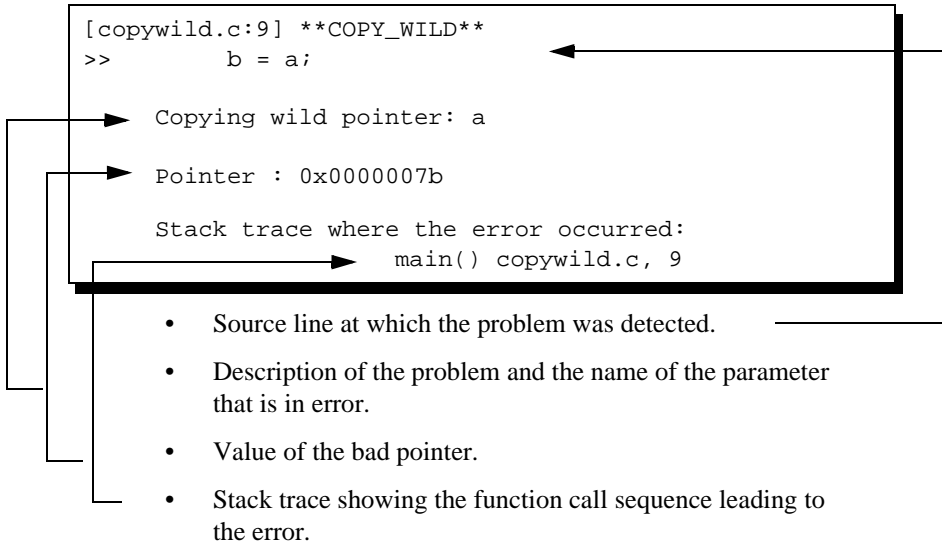 [copywild.c:9] **COPY_WILD**
>> b = a;
Copying wild pointer: a
Pointer : 0x0000007b
Stack trace where the error occurred:
main() copywild.c, 9
• Source line at which the problem was detected.
• Description of the problem and the name of the parameter
that is in error.
• Value of the bad pointer.
• Stack trace showing the function call sequence leading to
the error.